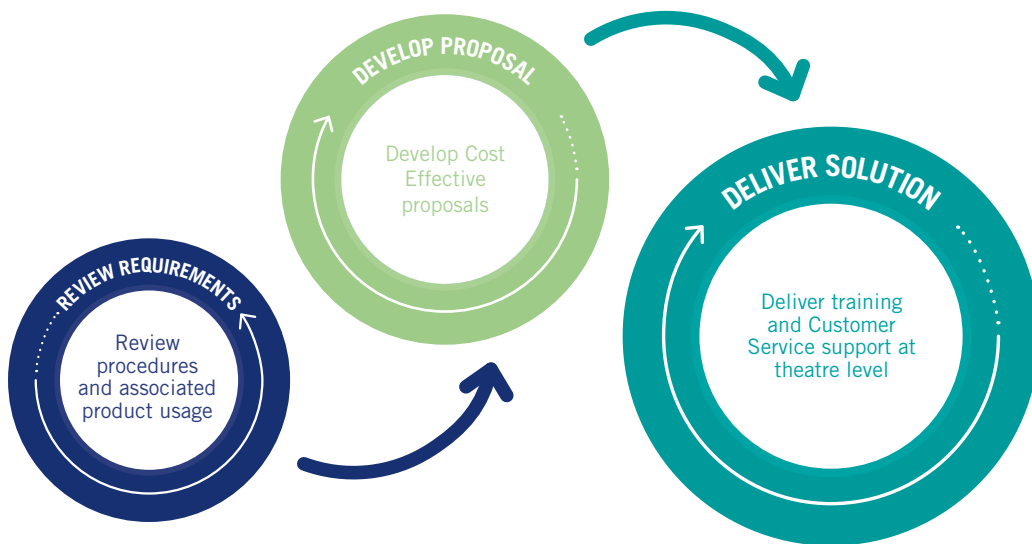 REVIEW REQUIREMENTS
Review
procedures
and associated
product usage
DEVELOP PROPOSAL
Develop Cost
Effective
proposals
DELIVER SOLUTION
Deliver training
and Customer
Service support at
theatre level